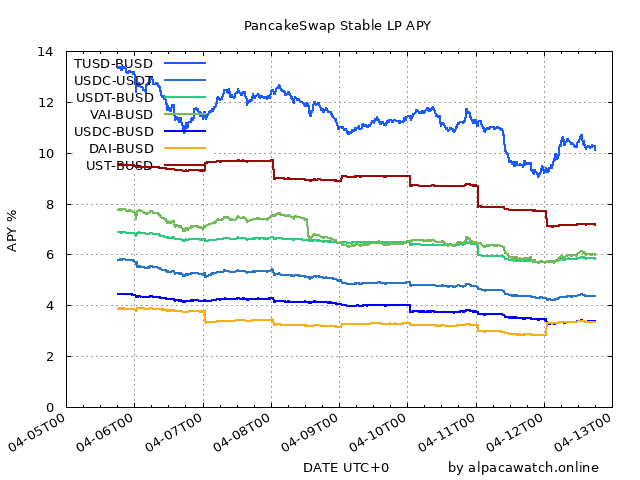 PancakeSwap Stable LP APY
14
12
10
8
6
4
2
0
APY %
TUSD-BUSD
USDC-USDT
USDT-BUSD
VAI-BUSD
USDC-BUSD
DAI-BUSD
UST-BUSD
04-05T00
04-06T00
04-07T00
04-08T00
04-09T00
04-10T00
04-11T00
04-12T00
04-13T00
DATE UTC+0
by alpacawatch.online